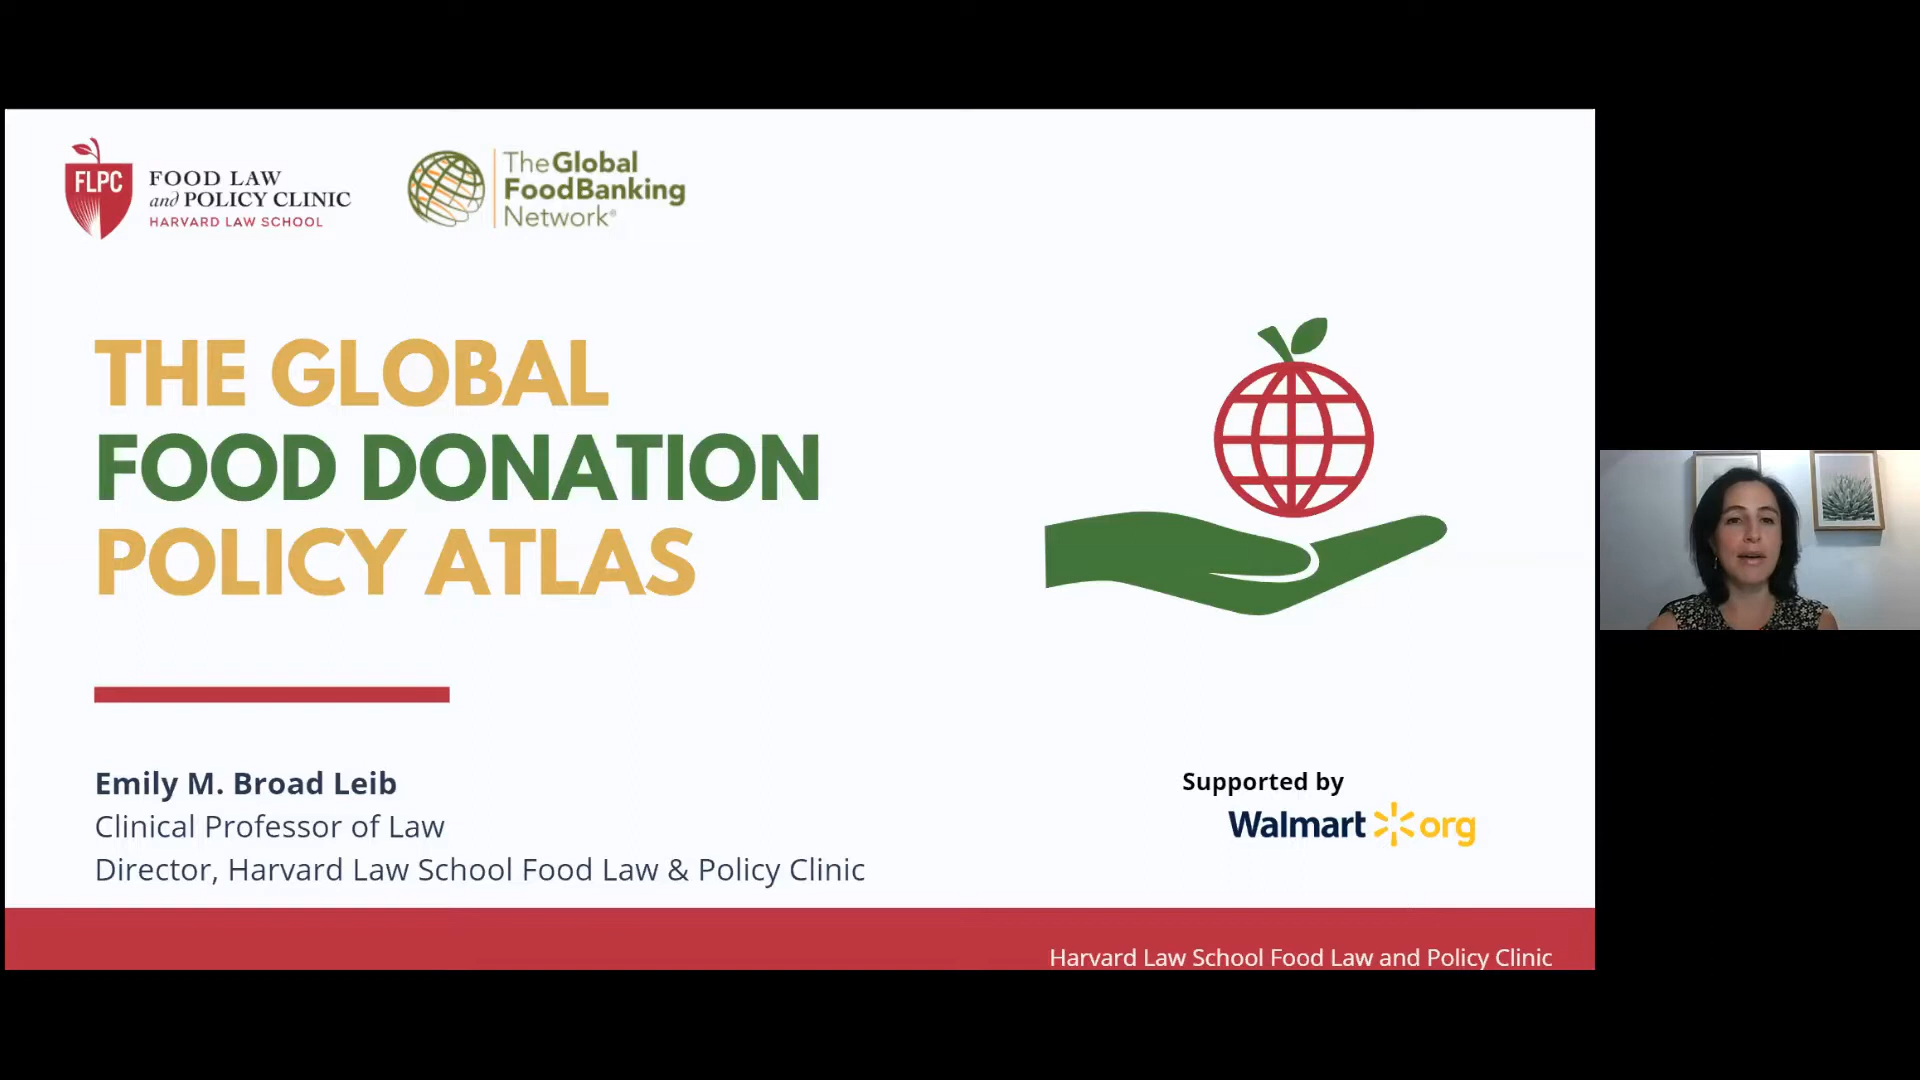 FLPC
FOOD LAW
and POLICY CLINIC
HARVARD LAW SCHOOL
The Global
FoodBanking
Network®
THE GLOBAL
FOOD DONATION
POLICY ATLAS
Emily M. Broad Leib
Clinical Professor of Law
Director, Harvard Law School Food Law & Policy Clinic
Supported by
Walmart org
Harvard Law School Food Law and Policy Clinic